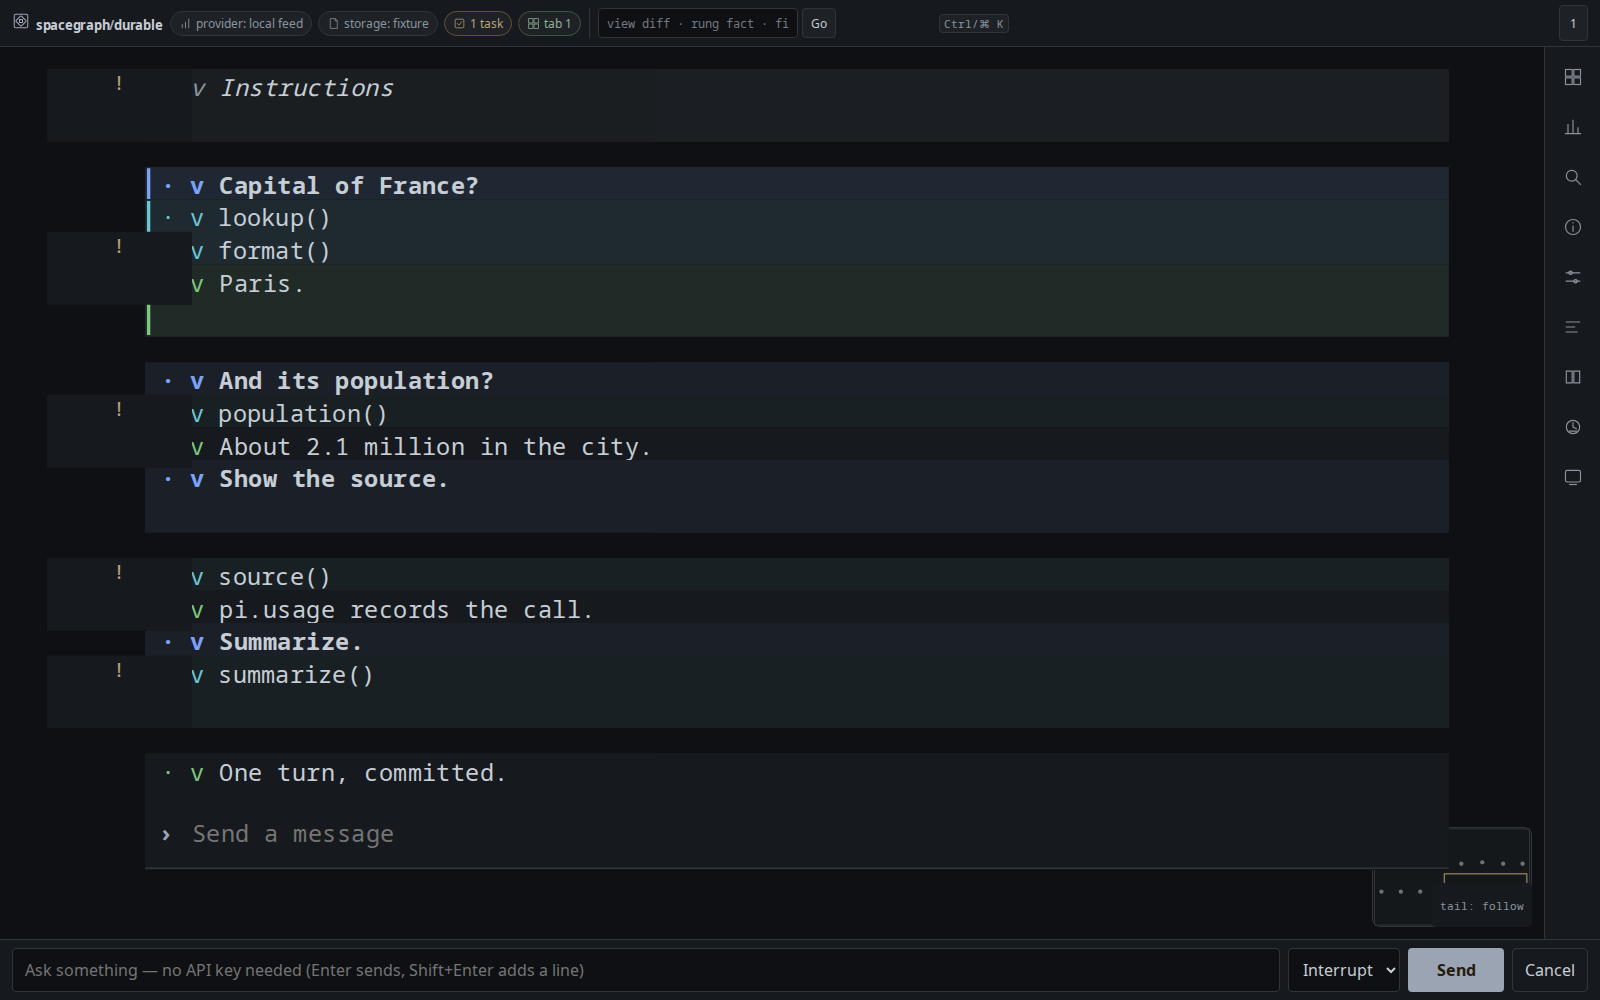 spacegraph/durable provider: local feed storage: fixture 1 task tab 1 view diff · rung fact · fi Go Ctrl/⌘ K 1
! v Instructions
· v Capital of France?
· v lookup()
! v format()
v Paris.
· v And its population?
! v population()
v About 2.1 million in the city.
· v Show the source.
! v source()
v pi.usage records the call.
· v Summarize.
! v summarize()
· v One turn, committed.
› Send a message
tail: follow
Ask something — no API key needed (Enter sends, Shift+Enter adds a line) Interrupt Send Cancel